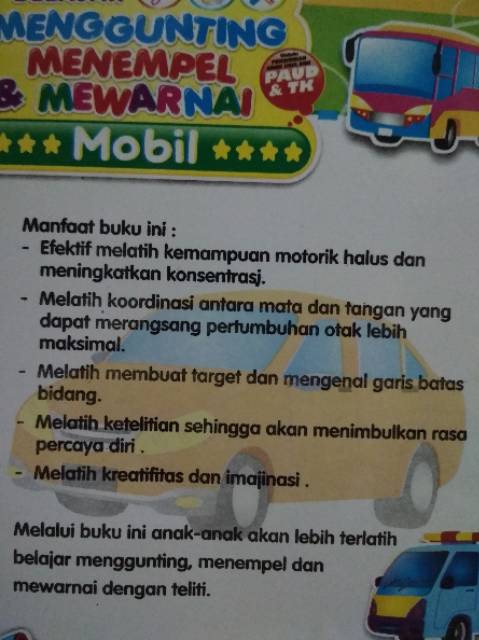 MENGGUNTING
MENEMPEL
& MEWARNAI
PAUD
& TK
Mobil
Manfaat buku ini :
- Efektif melatih kemampuan motorik halus dan
meningkatkan konsentrasj.
- Melatih koordinasi antara mata dan tangan yang
dapat merangsang pertumbuhan otak lebih
maksimal.
- Melatih membuat target dan mengenal garis batas
bidang.
- Melatih ketelitian sehingga akan menimbulkan rasa
percaya diri .
- Melatih kreatifitas dan imajinasi .
Melalui buku ini anak-anak akan lebih terlatih
belajar menggunting, menempel dan
mewarnai dengan teliti.